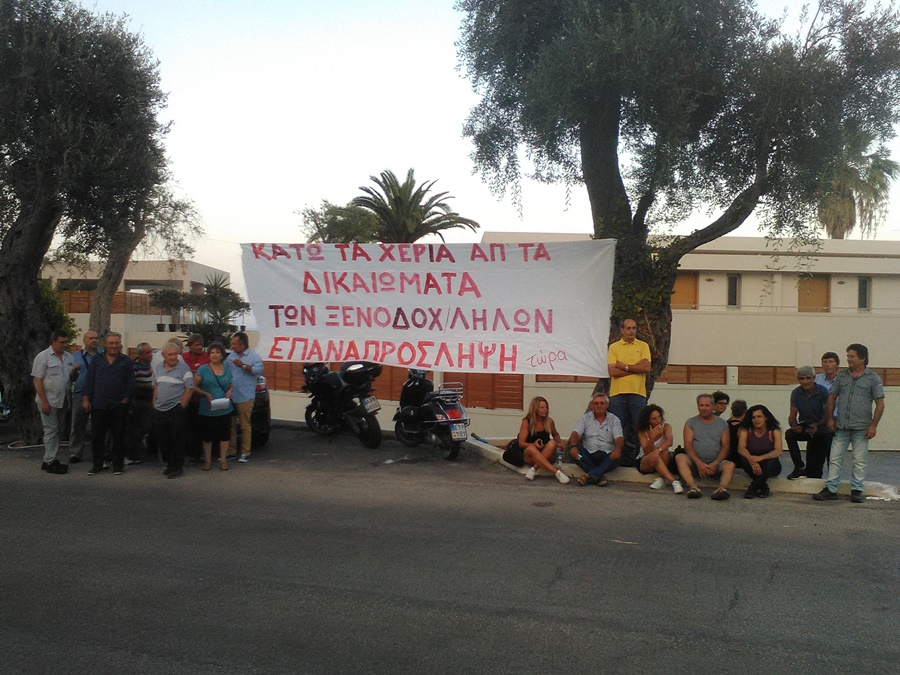 ΚΑΤΩ ΤΑ ΧΕΡΙΑ ΑΠ' ΤΑ
ΔΙΚΑΙΩΜΑΤΑ
ΤΩΝ ΞΕΝΟΔΟΧ/ΛΗΛΩΝ
ΕΠΑΝΑΠΡΟΣΛΗΨΗ τώρα